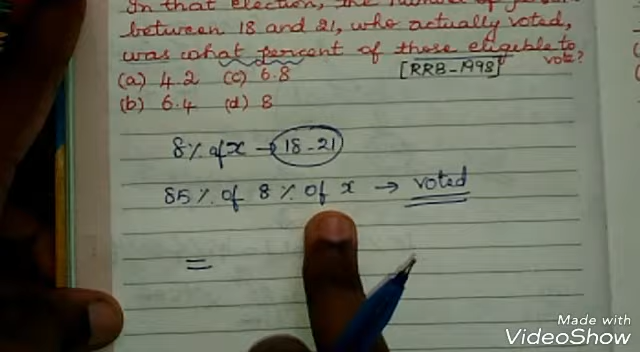 In that election, the number of
between 18 and 21, who actually voted,
was what percent of those eligible to
vote?
[RRB-1998]
(a) 4.2 (c) 6.8
(b) 6.4 (d) 8
8% of x → 18-21
85% of 8% of x → voted
=
Made with
VideoShow